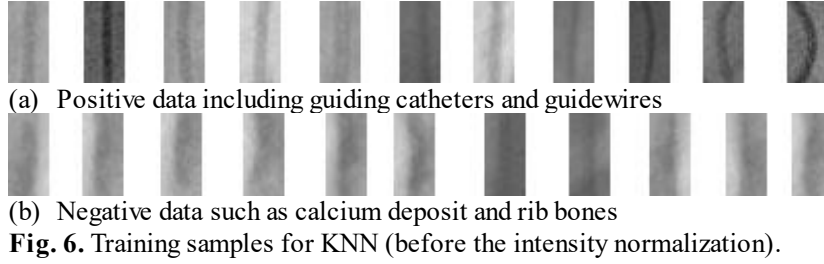 (a) Positive data including guiding catheters and guidewires
(b) Negative data such as calcium deposit and rib bones
Fig. 6. Training samples for KNN (before the intensity normalization).